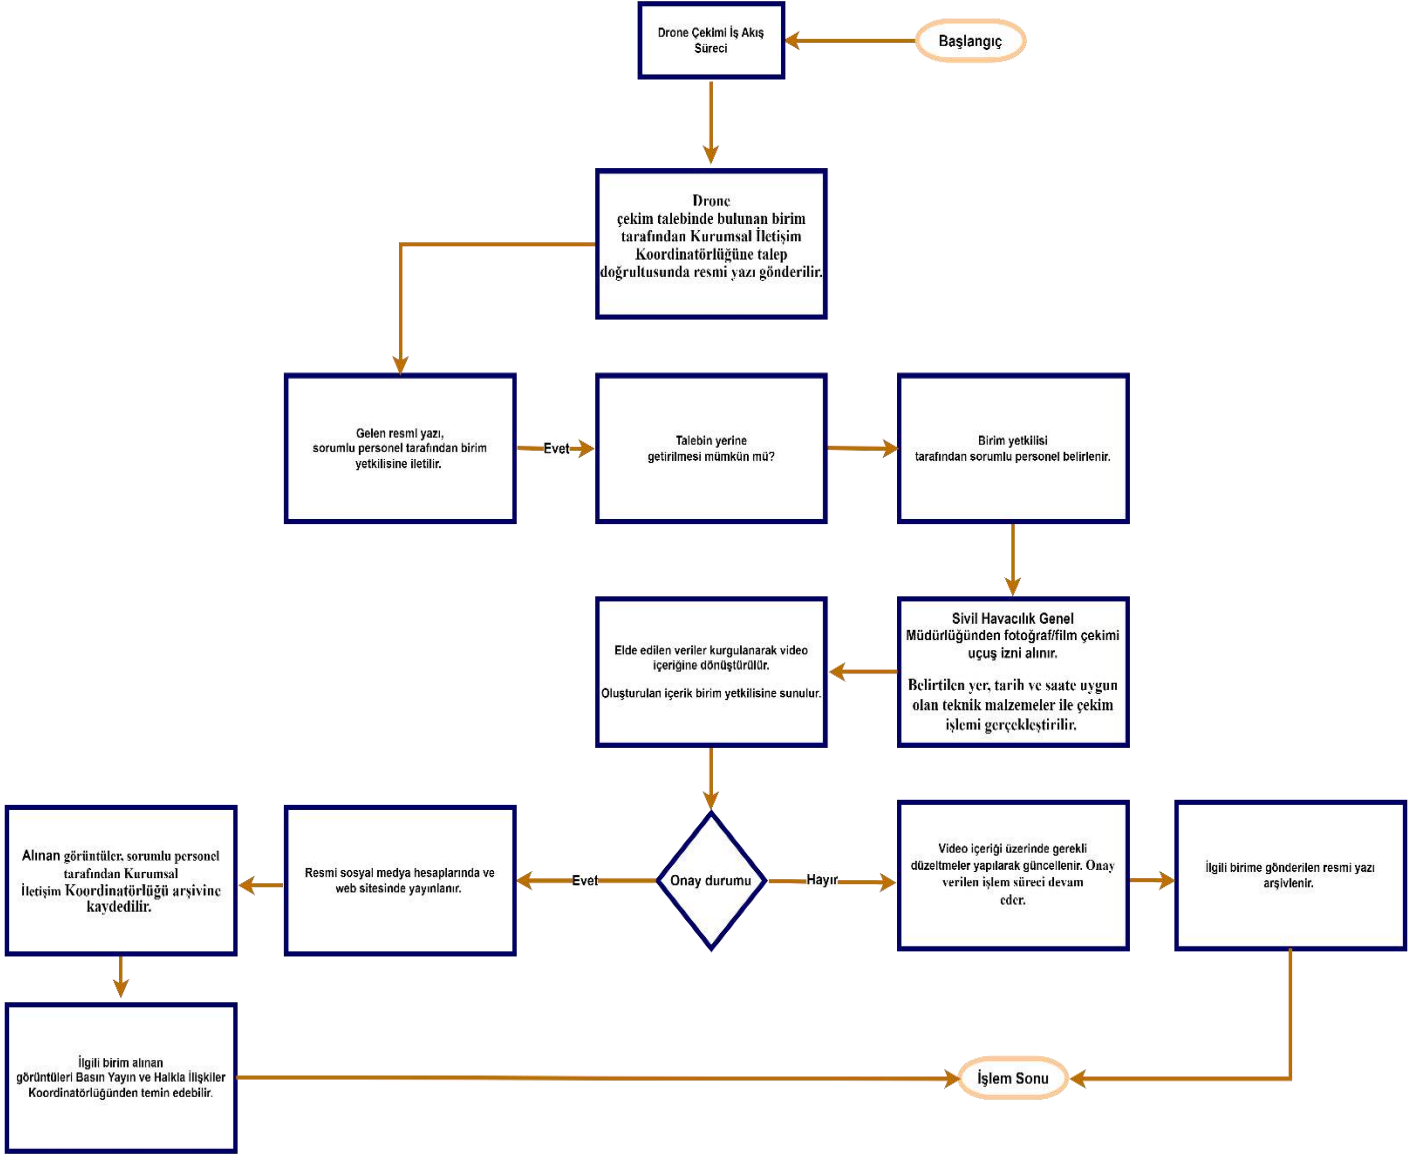 Drone Çekimi İş Akış
Süreci
Başlangıç
Drone
çekim talebinde bulunan birim
tarafından Kurumsal İletişim
Koordinatörlüğüne talep
doğrultusunda resmi yazı gönderilir.
Gelen resmi yazı,
sorumlu personel tarafından birim
yetkilisine iletilir.
Evet
Talebin yerine
getirilmesi mümkün mü?
Birim yetkilisi
tarafından sorumlu personel belirlenir.
Sivil Havacılık Genel
Müdürlüğünden fotoğraf/film çekimi
uçuş izni alınır.
Belirtilen yer, tarih ve saate uygun
olan teknik malzemeler ile çekim
işlemi gerçekleştirilir.
Elde edilen veriler kurgulanarak video
içeriğine dönüştürülür.
Oluşturulan içerik birim yetkilisine sunulur.
Onay durumu
Evet
Hayır
Resmi sosyal medya hesaplarında ve
web sitesinde yayınlanır.
Alınan görüntüler, sorumlu personel
tarafından Kurumsal
İletişim Koordinatörlüğü arşivine
kaydedilir.
Video içeriği üzerinde gerekli
düzeltmeler yapılarak güncellenir. Onay
verilen işlem süreci devam
eder.
İlgili birime gönderilen resmi yazı
arşivlenir.
İlgili birim alınan
görüntüleri Basın Yayın ve Halkla İlişkiler
Koordinatörlüğünden temin edebilir.
İşlem Sonu